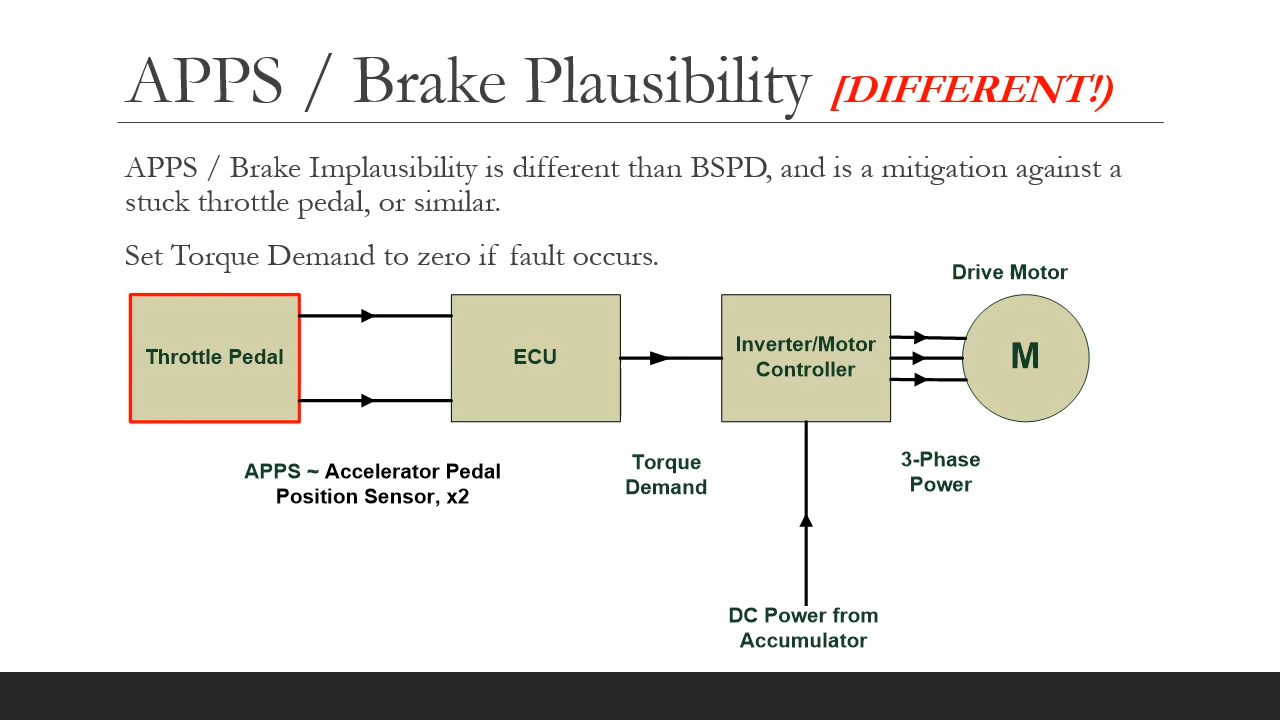 APPS / Brake Plausibility [DIFFERENT!)
APPS / Brake Implausibility is different than BSPD, and is a mitigation against a
stuck throttle pedal, or similar.
Set Torque Demand to zero if fault occurs.
Drive Motor
Throttle Pedal
ECU
Inverter/Motor
Controller
M
APPS ~ Accelerator Pedal
Position Sensor, x2
Torque
Demand
3-Phase
Power
DC Power from
Accumulator